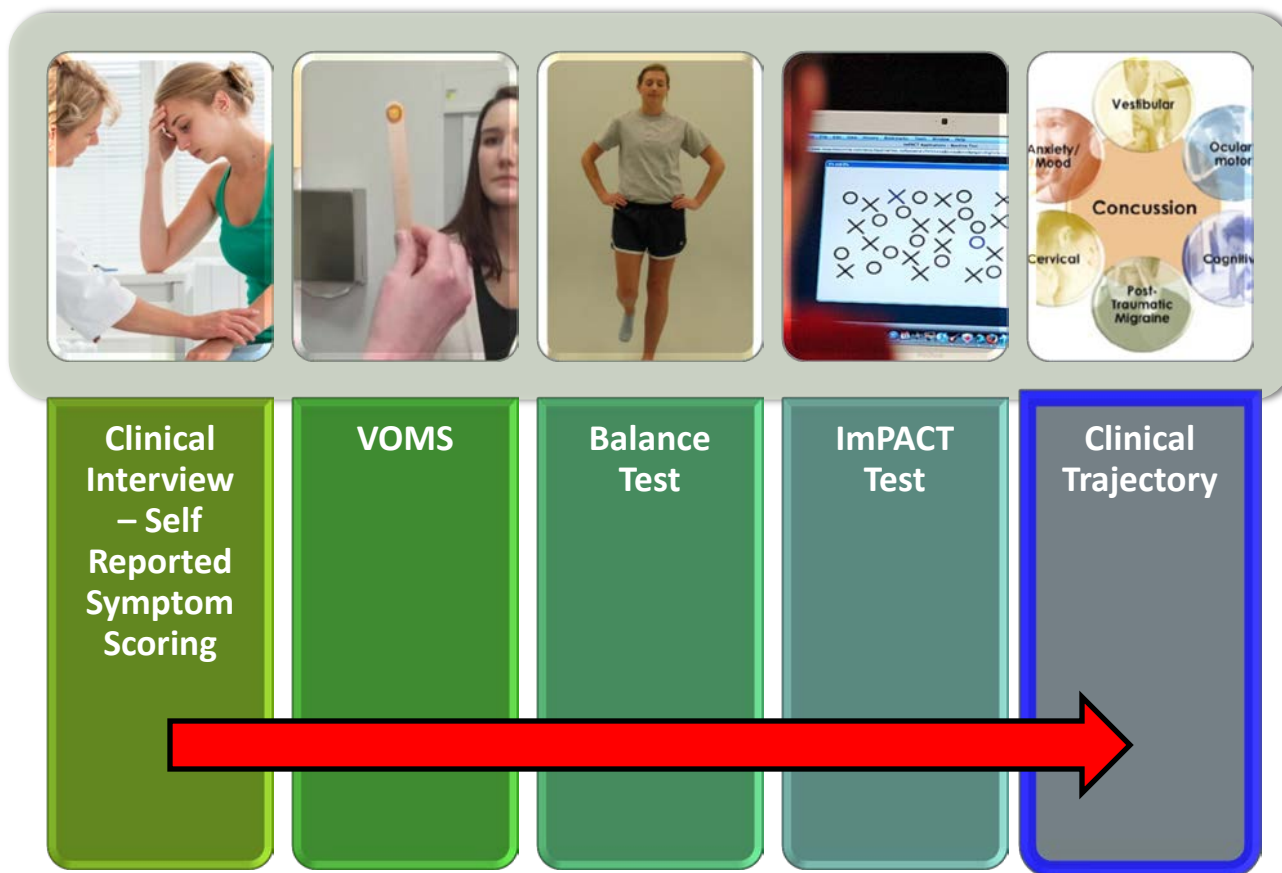 Vestibular
Anxiety/
Mood
Ocular
motor
Concussion
Cervical
Cognitiv
Post-
Traumatic
Migraine
Clinical
Interview
– Self
Reported
Symptom
Scoring
VOMS
Balance
Test
ImPACT
Test
Clinical
Trajectory